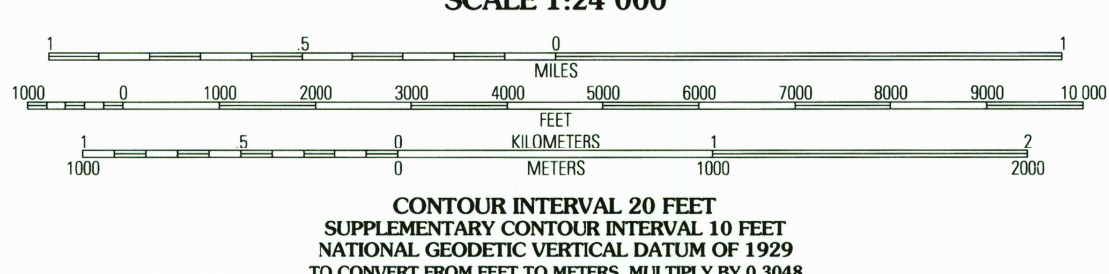 SCALE 1:24 000
1 .5 0 1
MILES
1000 0 1000 2000 3000 4000 5000 6000 7000 8000 9000 10 000
FEET
1 .5 0 KILOMETERS 1 2
1000 0 METERS 1000 2000
CONTOUR INTERVAL 20 FEET
SUPPLEMENTARY CONTOUR INTERVAL 10 FEET
NATIONAL GEODETIC VERTICAL DATUM OF 1929
TO CONVERT FROM FEET TO METERS, MULTIPLY BY 0.3048